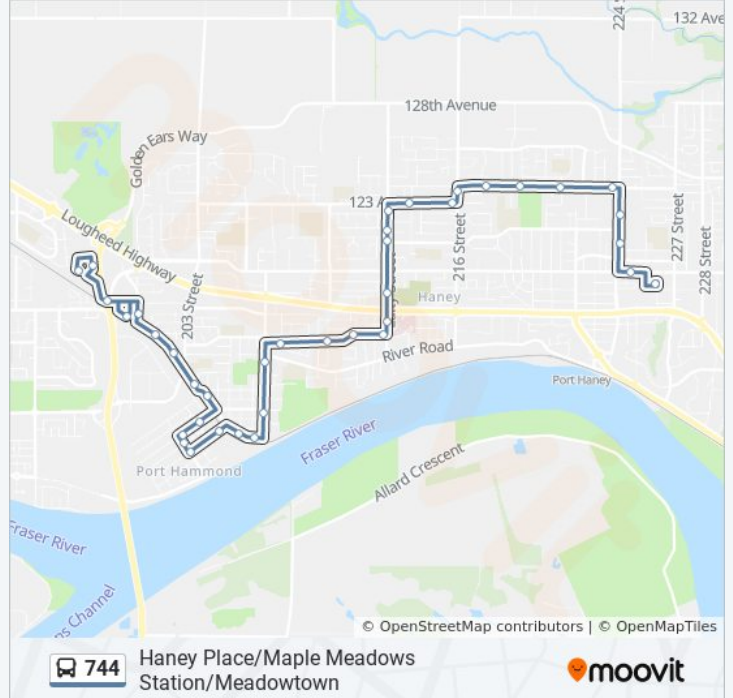 224 S
132 Ave
128th Avenue
Golden Ears Way
123 A
Lougheed Highway
216 Street
227 Street
228 Street
203 Street
Haney
River Road
Port Haney
Fraser River
Port Hammond
Allard Crescent
Fraser River
ns Channel
© OpenStreetMap contributors | © OpenMapTiles
744
Haney Place/Maple Meadows
Station/Meadowtown
moovit